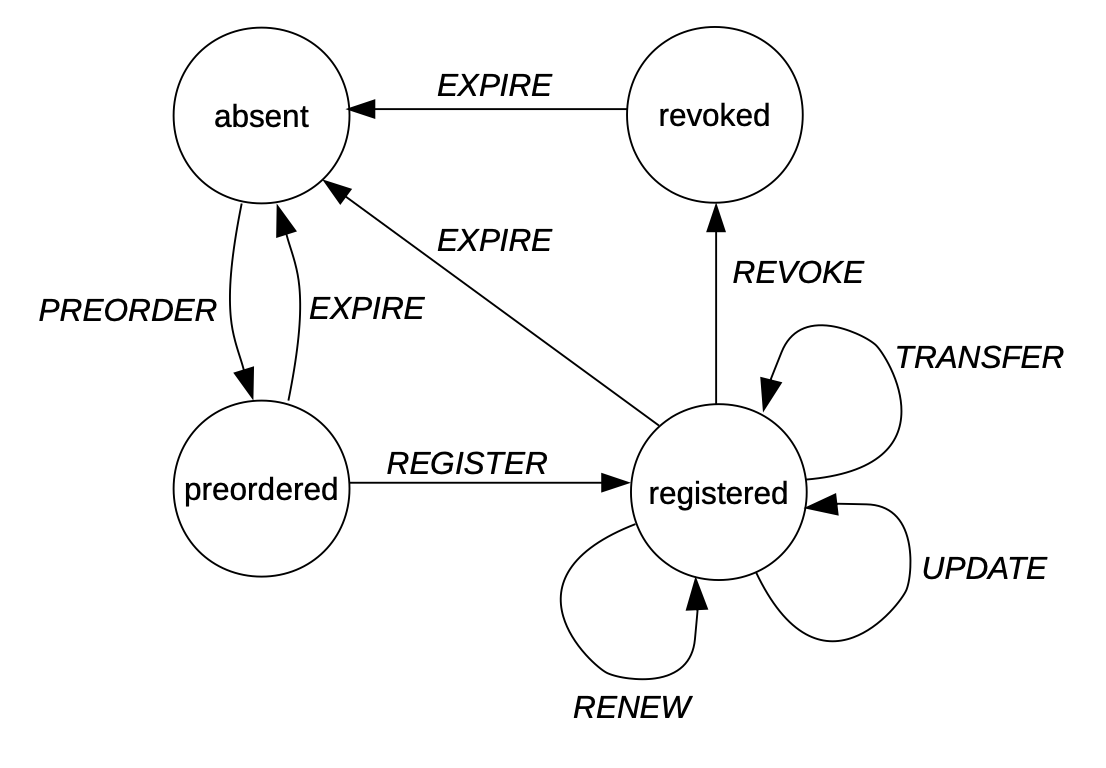 absent
EXPIRE
revoked
EXPIRE
REVOKE
PREORDER
EXPIRE
TRANSFER
REGISTER
preordered
registered
UPDATE
RENEW